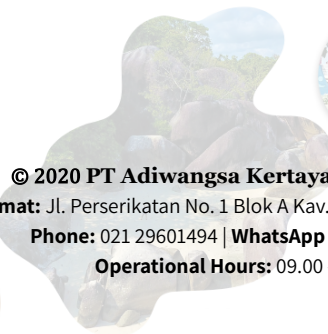 © 2020 PT Adiwangsa Kertaya
mat: Jl. Perserikatan No. 1 Blok A Kav.
Phone: 021 29601494 | WhatsApp
Operational Hours: 09.00